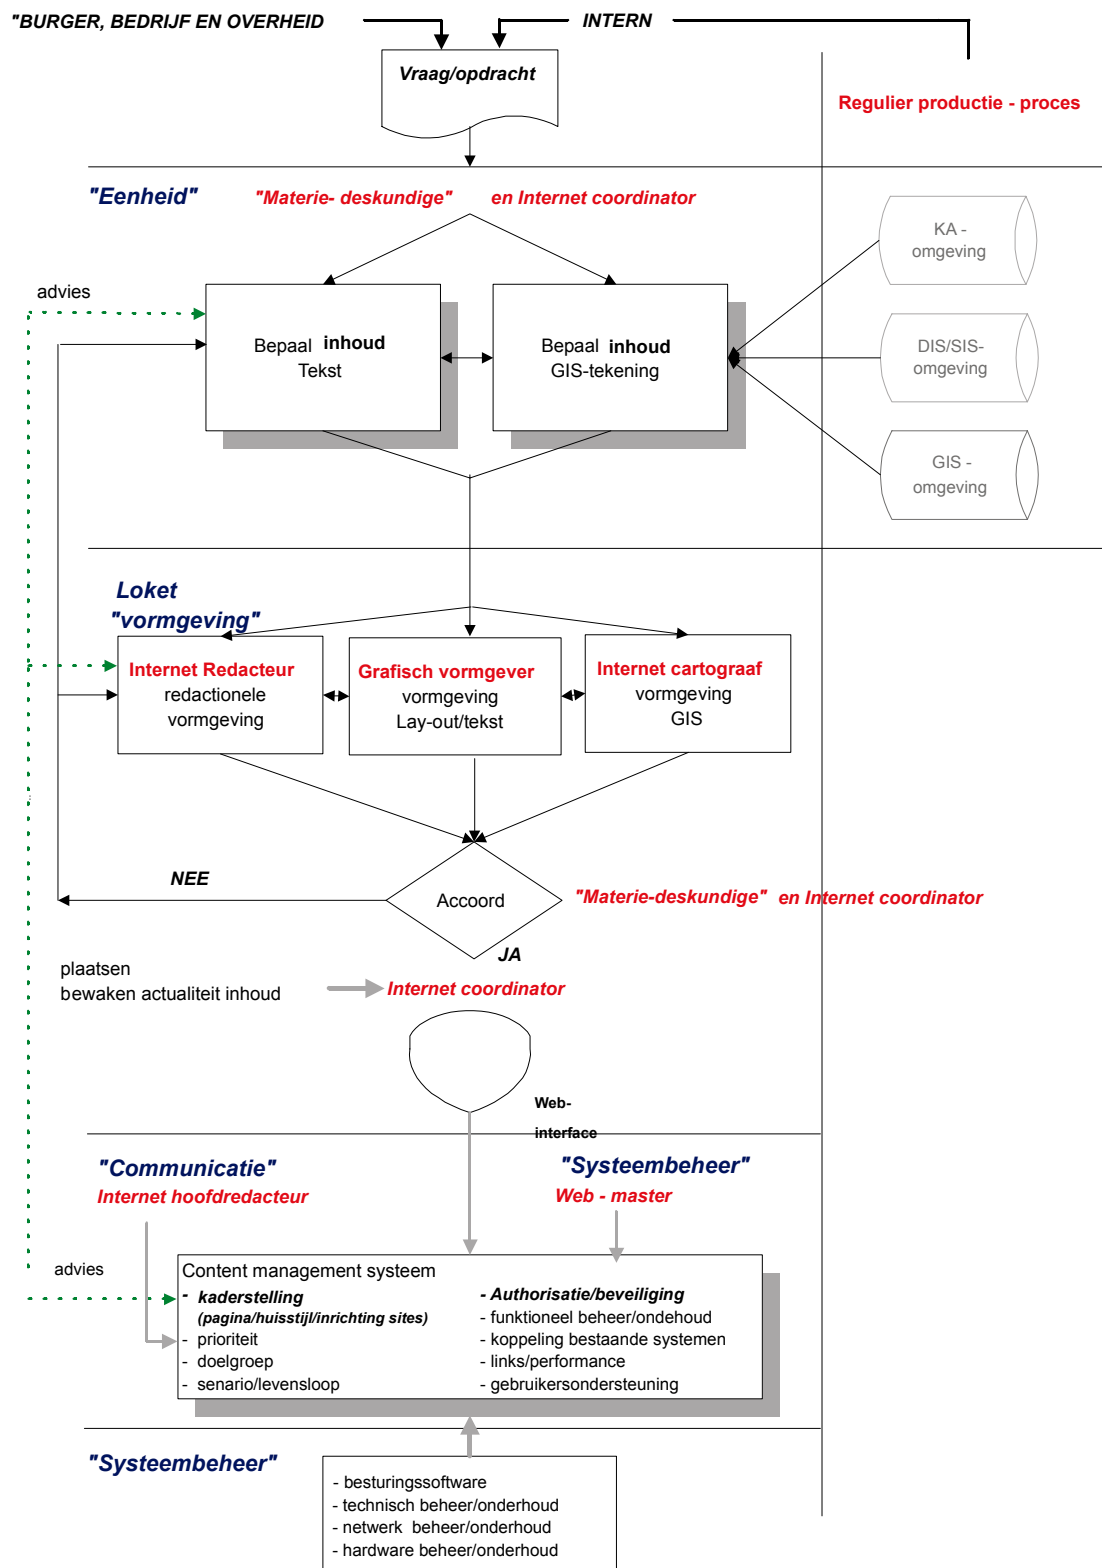 "BURGER, BEDRIJF EN OVERHEID
INTERN
Vraag/opdracht
Regulier productie - proces
"Eenheid"
"Materie- deskundige" en Internet coordinator
KA -
omgeving
advies
Bepaal inhoud
Tekst
Bepaal inhoud
GIS-tekening
DIS/SIS-
omgeving
GIS -
omgeving
Loket
"vormgeving"
Internet Redacteur
redactionele
vormgeving
Grafisch vormgever
vormgeving
Lay-out/tekst
Internet cartograaf
vormgeving
GIS
NEE
Accoord
"Materie-deskundige" en Internet coordinator
JA
plaatsen
bewaken actualiteit inhoud
Internet coordinator
Web-
interface
"Communicatie"
Internet hoofdredacteur
"Systeembeheer"
Web - master
advies
Content management systeem
- kaderstelling
(pagina/huisstijl/inrichting sites)
- prioriteit
- doelgroep
- senario/levensloop
- Authorisatie/beveiliging
- funktioneel beheer/ondehoud
- koppeling bestaande systemen
- links/performance
- gebruikersondersteuning
"Systeembeheer"
- besturingssoftware
- technisch beheer/onderhoud
- netwerk beheer/onderhoud
- hardware beheer/onderhoud